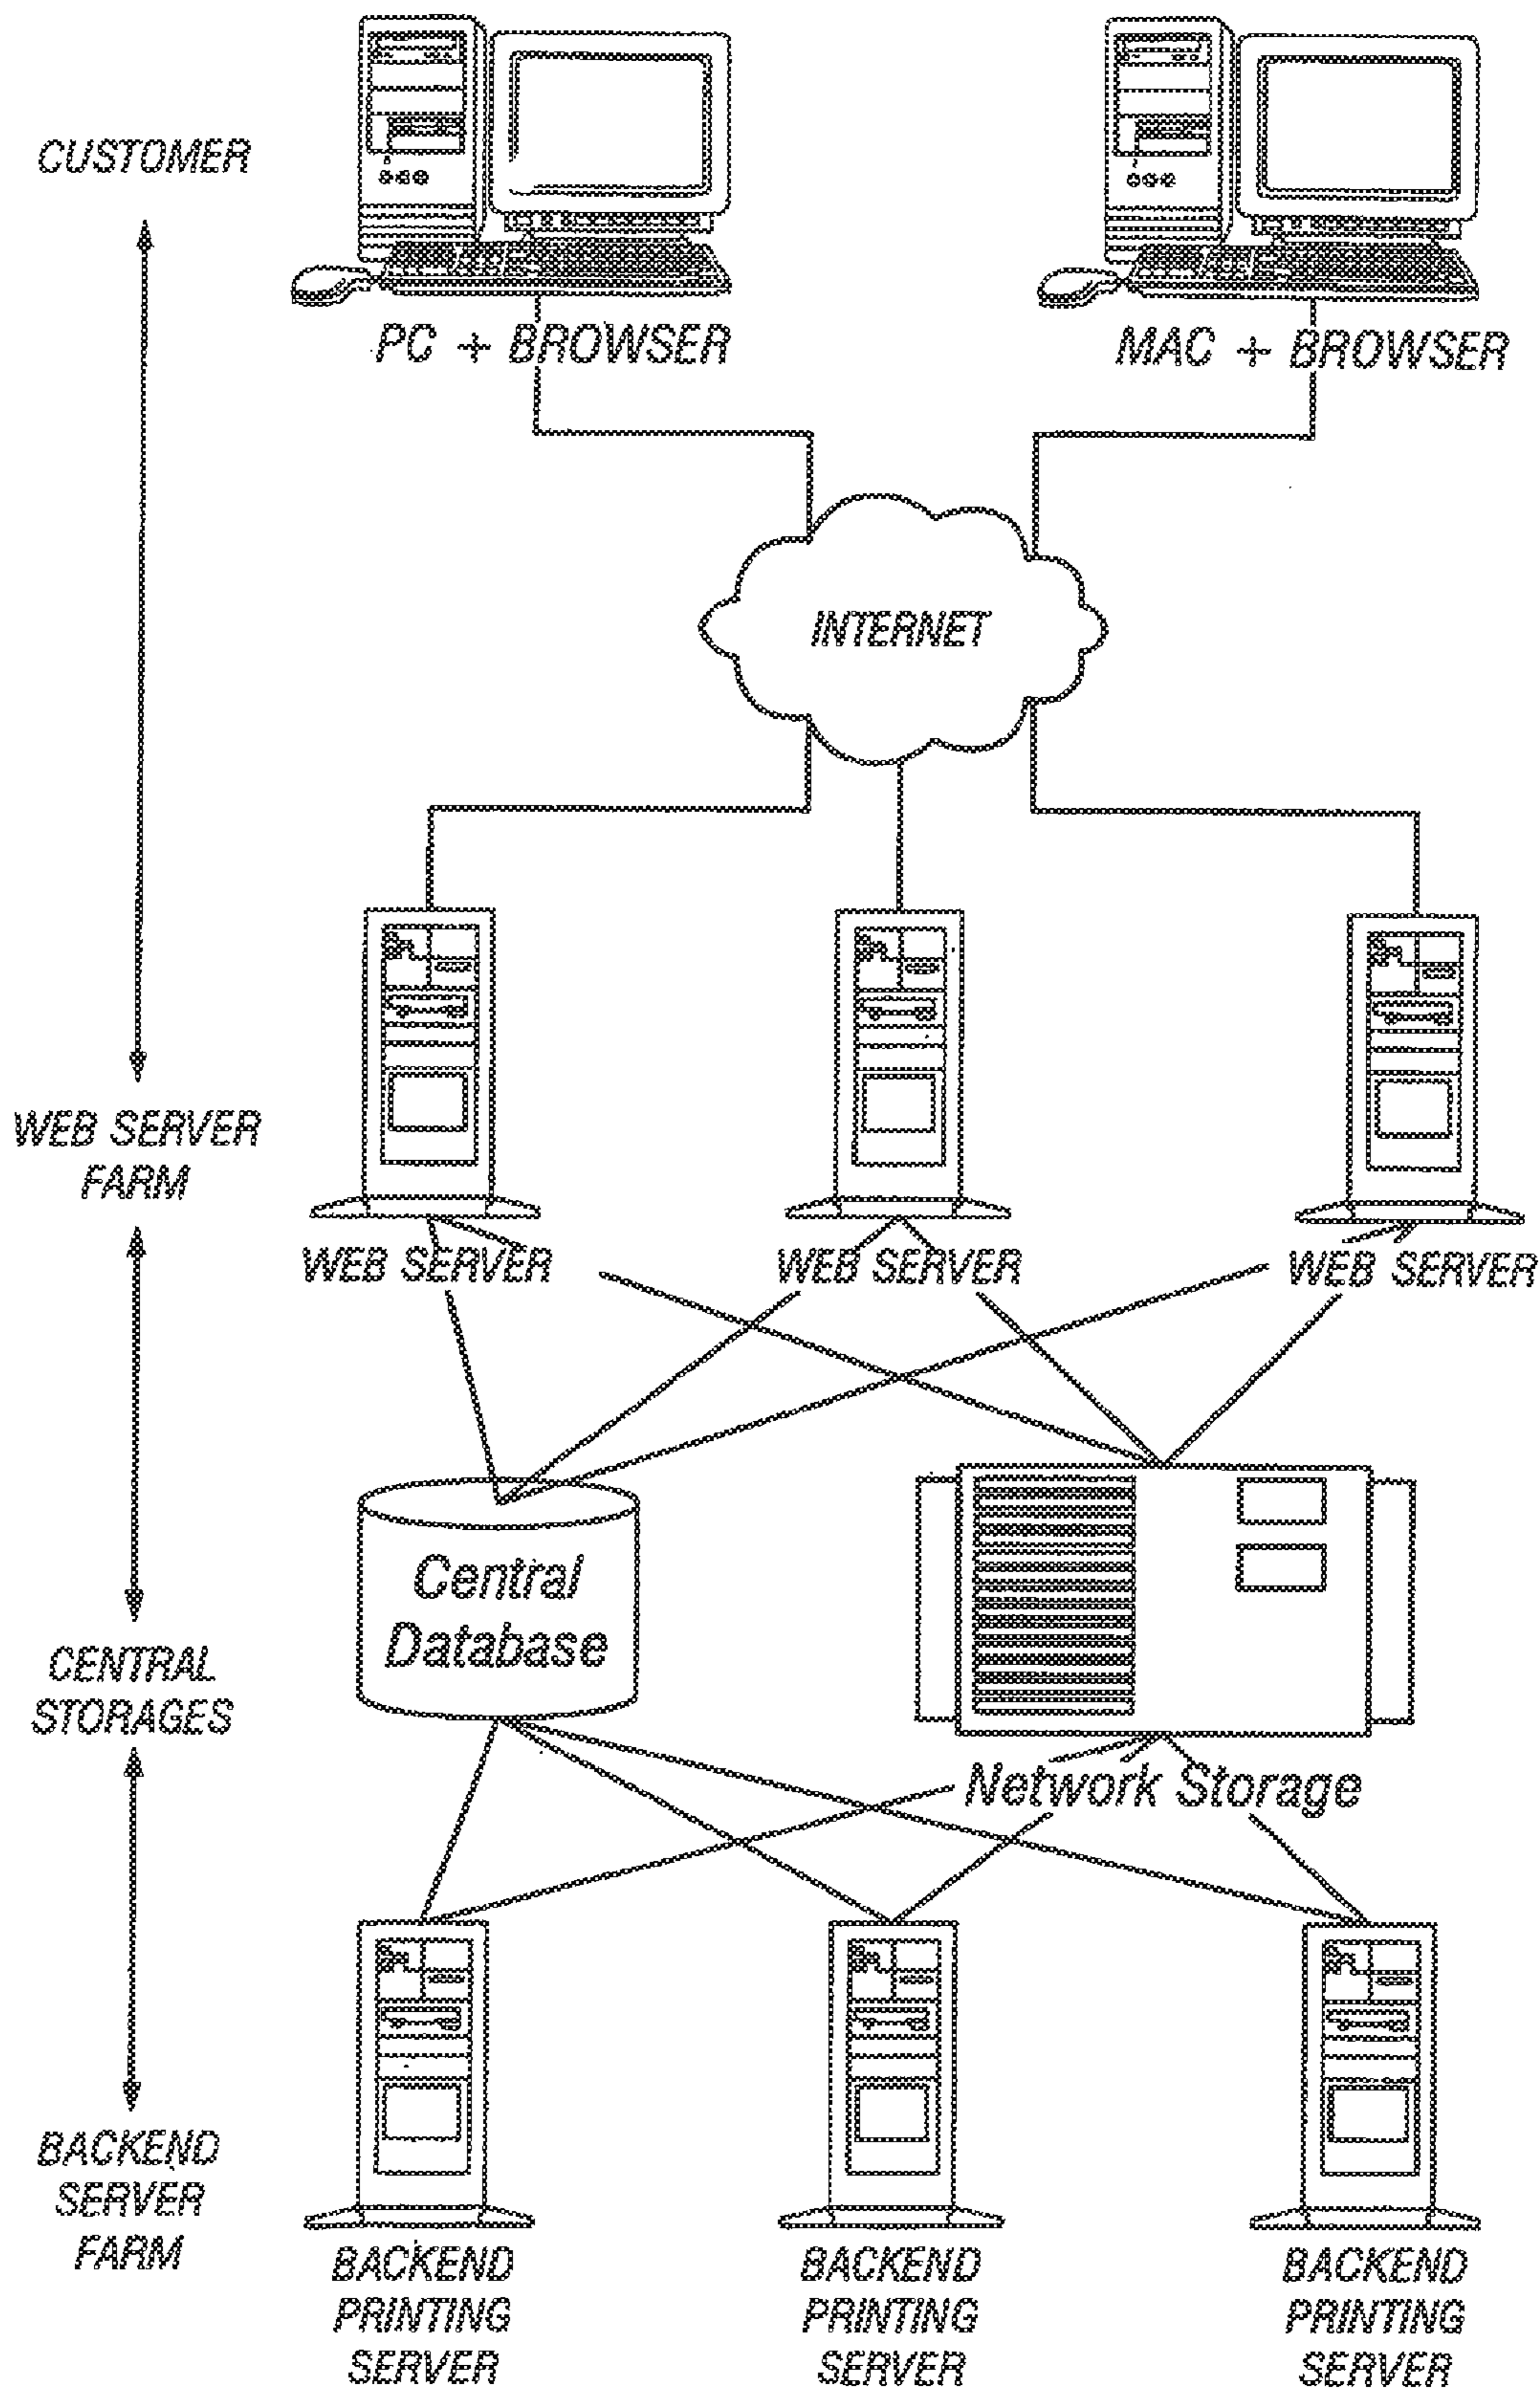 CUSTOMER
PC + BROWSER
MAC + BROWSER
INTERNET
WEB SERVER
FARM
WEB SERVER
WEB SERVER
WEB SERVER
Central
Database
CENTRAL
STORAGES
Network Storage
BACKEND
SERVER
FARM
BACKEND
PRINTING
SERVER
BACKEND
PRINTING
SERVER
BACKEND
PRINTING
SERVER